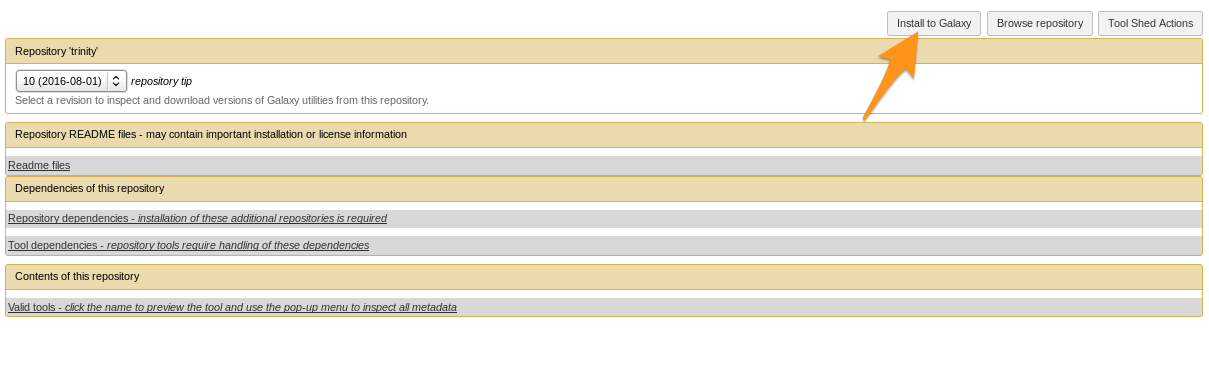 Install to Galaxy
Browse repository
Tool Shed Actions
Repository 'trinity'
10 (2016-08-01) repository tip
Select a revision to inspect and download versions of Galaxy utilities from this repository.
Repository README files - may contain important installation or license information
Readme files
Dependencies of this repository
Repository dependencies - installation of these additional repositories is required
Tool dependencies - repository tools require handling of these dependencies
Contents of this repository
Valid tools - click the name to preview the tool and use the pop-up menu to inspect all metadata